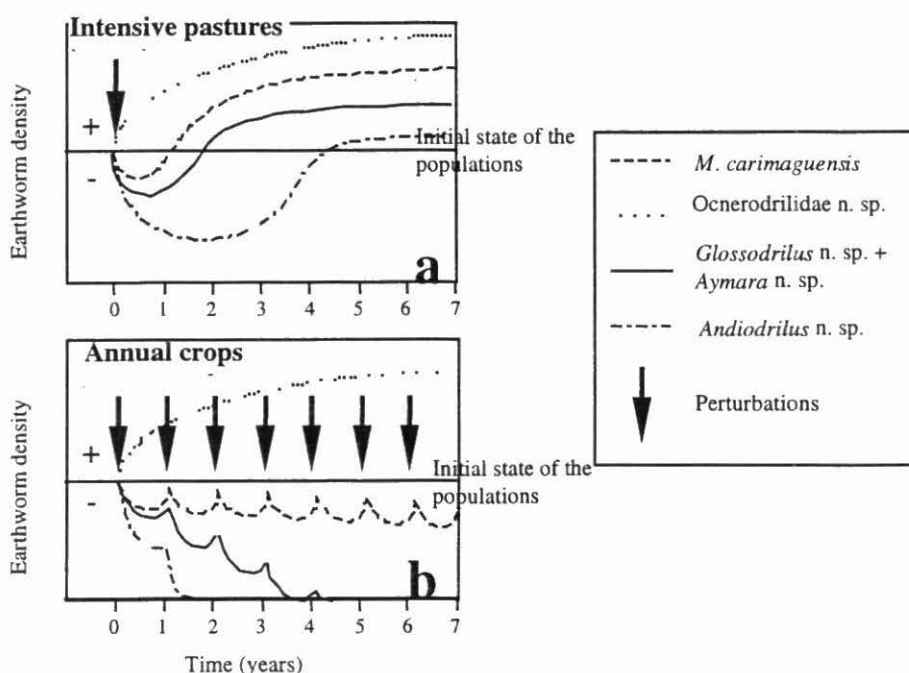 Intensive pastures
Earthworm density
+
-
Initial state of the
populations
a
0 1 2 3 4 5 6 7
Annual crops
Earthworm density
+
-
Initial state of the
populations
b
0 1 2 3 4 5 6 7
Time (years)
M. carimaguensis
Ocnerodrilidae n. sp.
Glossodrilus n. sp. +
Aymara n. sp.
Andiodrilus n. sp.
Perturbations